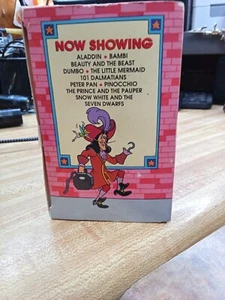 NOW SHOWING
ALADDIN ★ BAMBI
BEAUTY AND THE BEAST
DUMBO ★ THE LITTLE MERMAID
101 DALMATIANS
PETER PAN ★ PINOCCHIO
THE PRINCE AND THE PAUPER
SNOW WHITE AND THE
SEVEN DWARFS